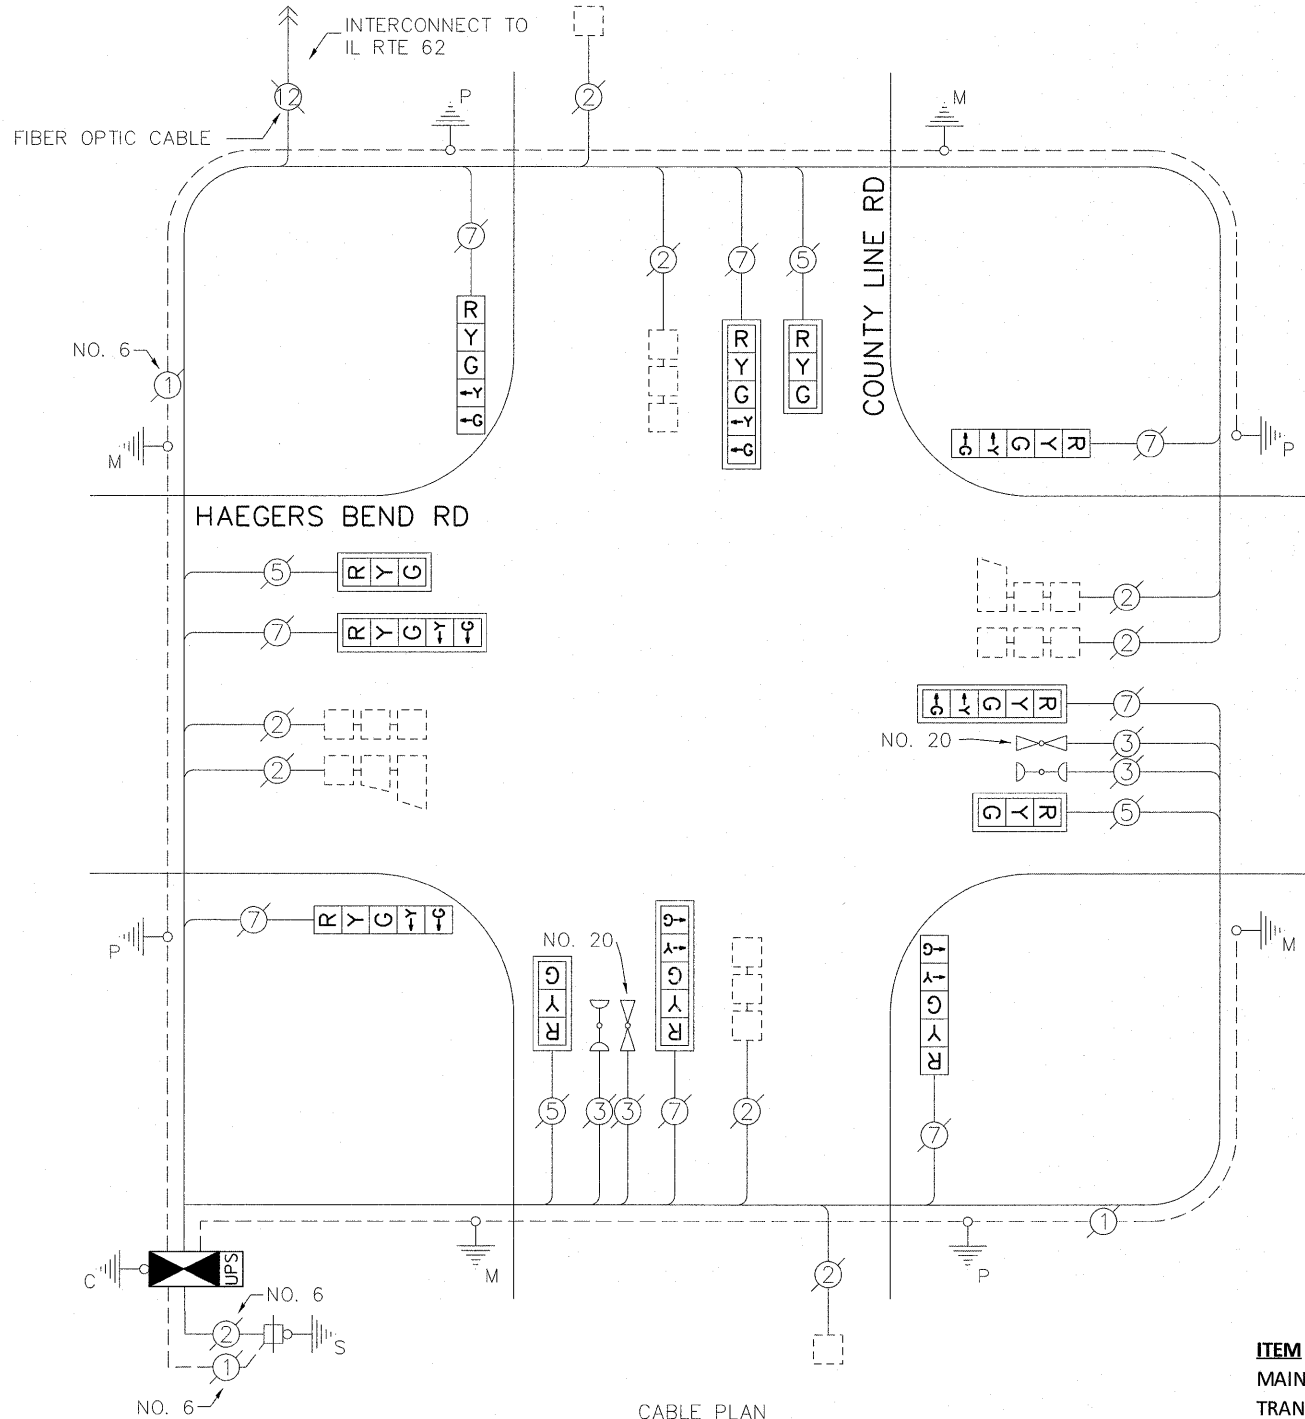 INTERCONNECT TO
IL RTE 62
12
2
P
M
FIBER OPTIC CABLE
7
2
7
5
COUNTY LINE RD
R
Y
G
←Y
←G
R
Y
G
←Y
←G
R
Y
G
NO. 6
1
M
R Y G ←Y ←G
7
P
HAEGERS BEND RD
5
R Y G
7
R Y G ←Y ←G
2
2
2
2
R Y G ←Y ←G
7
NO. 20
3
3
R Y G
5
P
7
R Y G ←Y ←G
NO. 20
R Y G
R Y G ←Y ←G
R Y G ←Y ←G
M
5
3
3
7
2
7
1
C
UPS
M
P
2
NO. 6
2
S
1
NO. 6
CABLE PLAN
ITEM
MAIN
TRAN